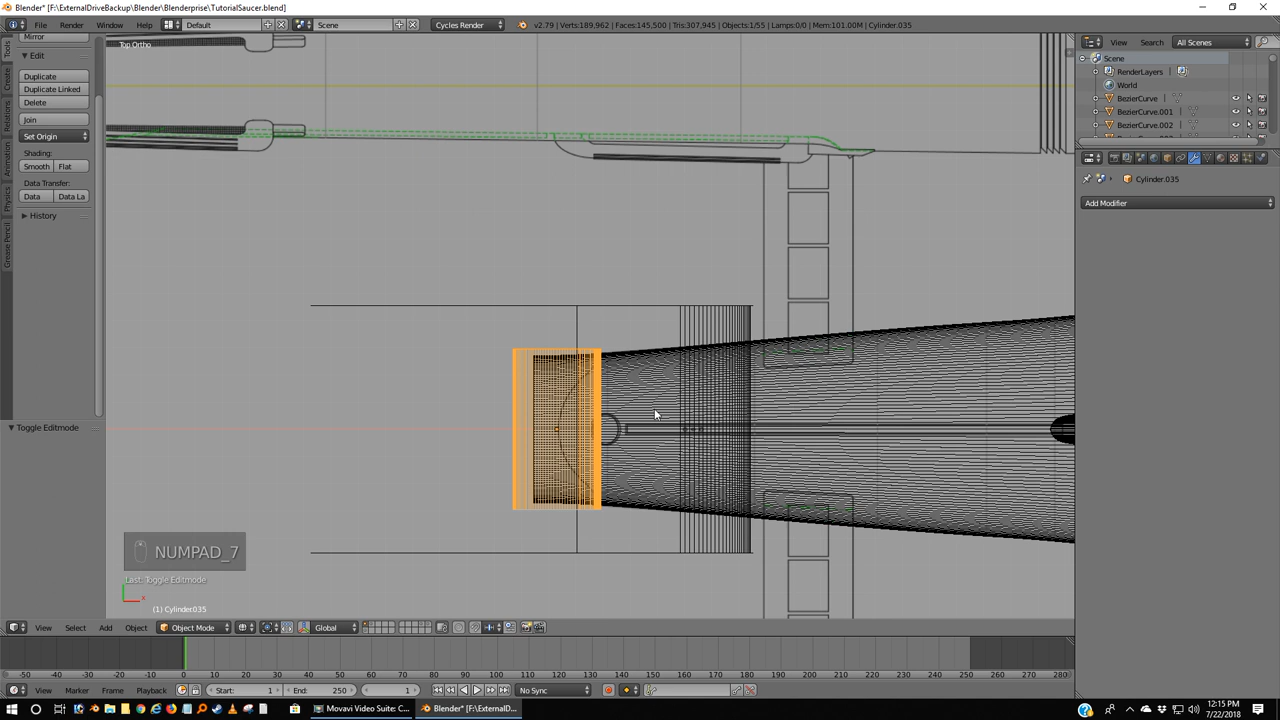 Blender* [F:\ExternalDriveBackup\Blender\Blenderprise\TutorialSaucer.blend]
File Render Window Help Default Scene Cycles Render v2.79 | Verts:189,962 | Faces:145,500 | Tris:307,945 | Objects:1/55 | Lamps:0/0 | Mem:101.00M | Cylinder.035
Mirror
Top Ortho
View Search All Scenes
Edit
Scene
RenderLayers
World
BezierCurve
BezierCurve.001
BezierCurve.002
Duplicate
Duplicate Linked
Delete
Join
Set Origin
Shading:
Smooth Flat
Data Transfer:
Data Data La
History
Tools
Create
Relations
Animation
Physics
Grease Pencil
Cylinder.035
Add Modifier
Toggle Editmode
NUMPAD_7
Last: Toggle Editmode
x
(1) Cylinder.035
View Select Add Object Object Mode Global
-50 -40 -30 -20 -10 0 10 20 30 40 50 60 70 80 90 100 110 120 130 140 150 160 170 180 190 200 210 220 230 240 250 260 270 280
View Marker Frame Playback Start: 1 End: 250 1 No Sync
Movavi Video Suite: C... Blender* [F:\ExternalD... 12:15 PM
7/22/2018